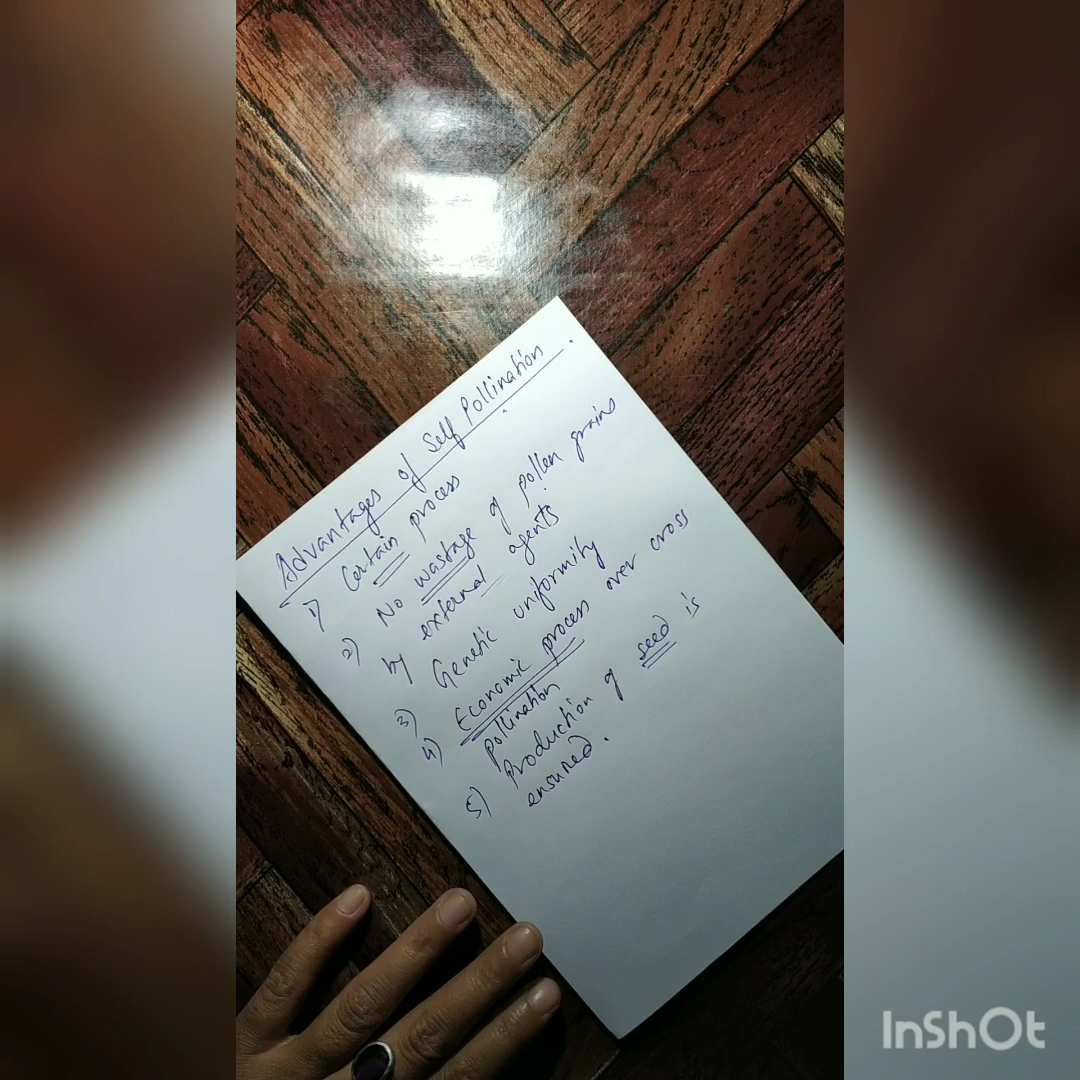 Advantages of Self Pollination.
1) Certain process
2) No wastage of pollen grains
by external agents
3) Genetic uniformity
4) Economic process over cross
pollination
5) Production of seed is
ensured.
InShOt